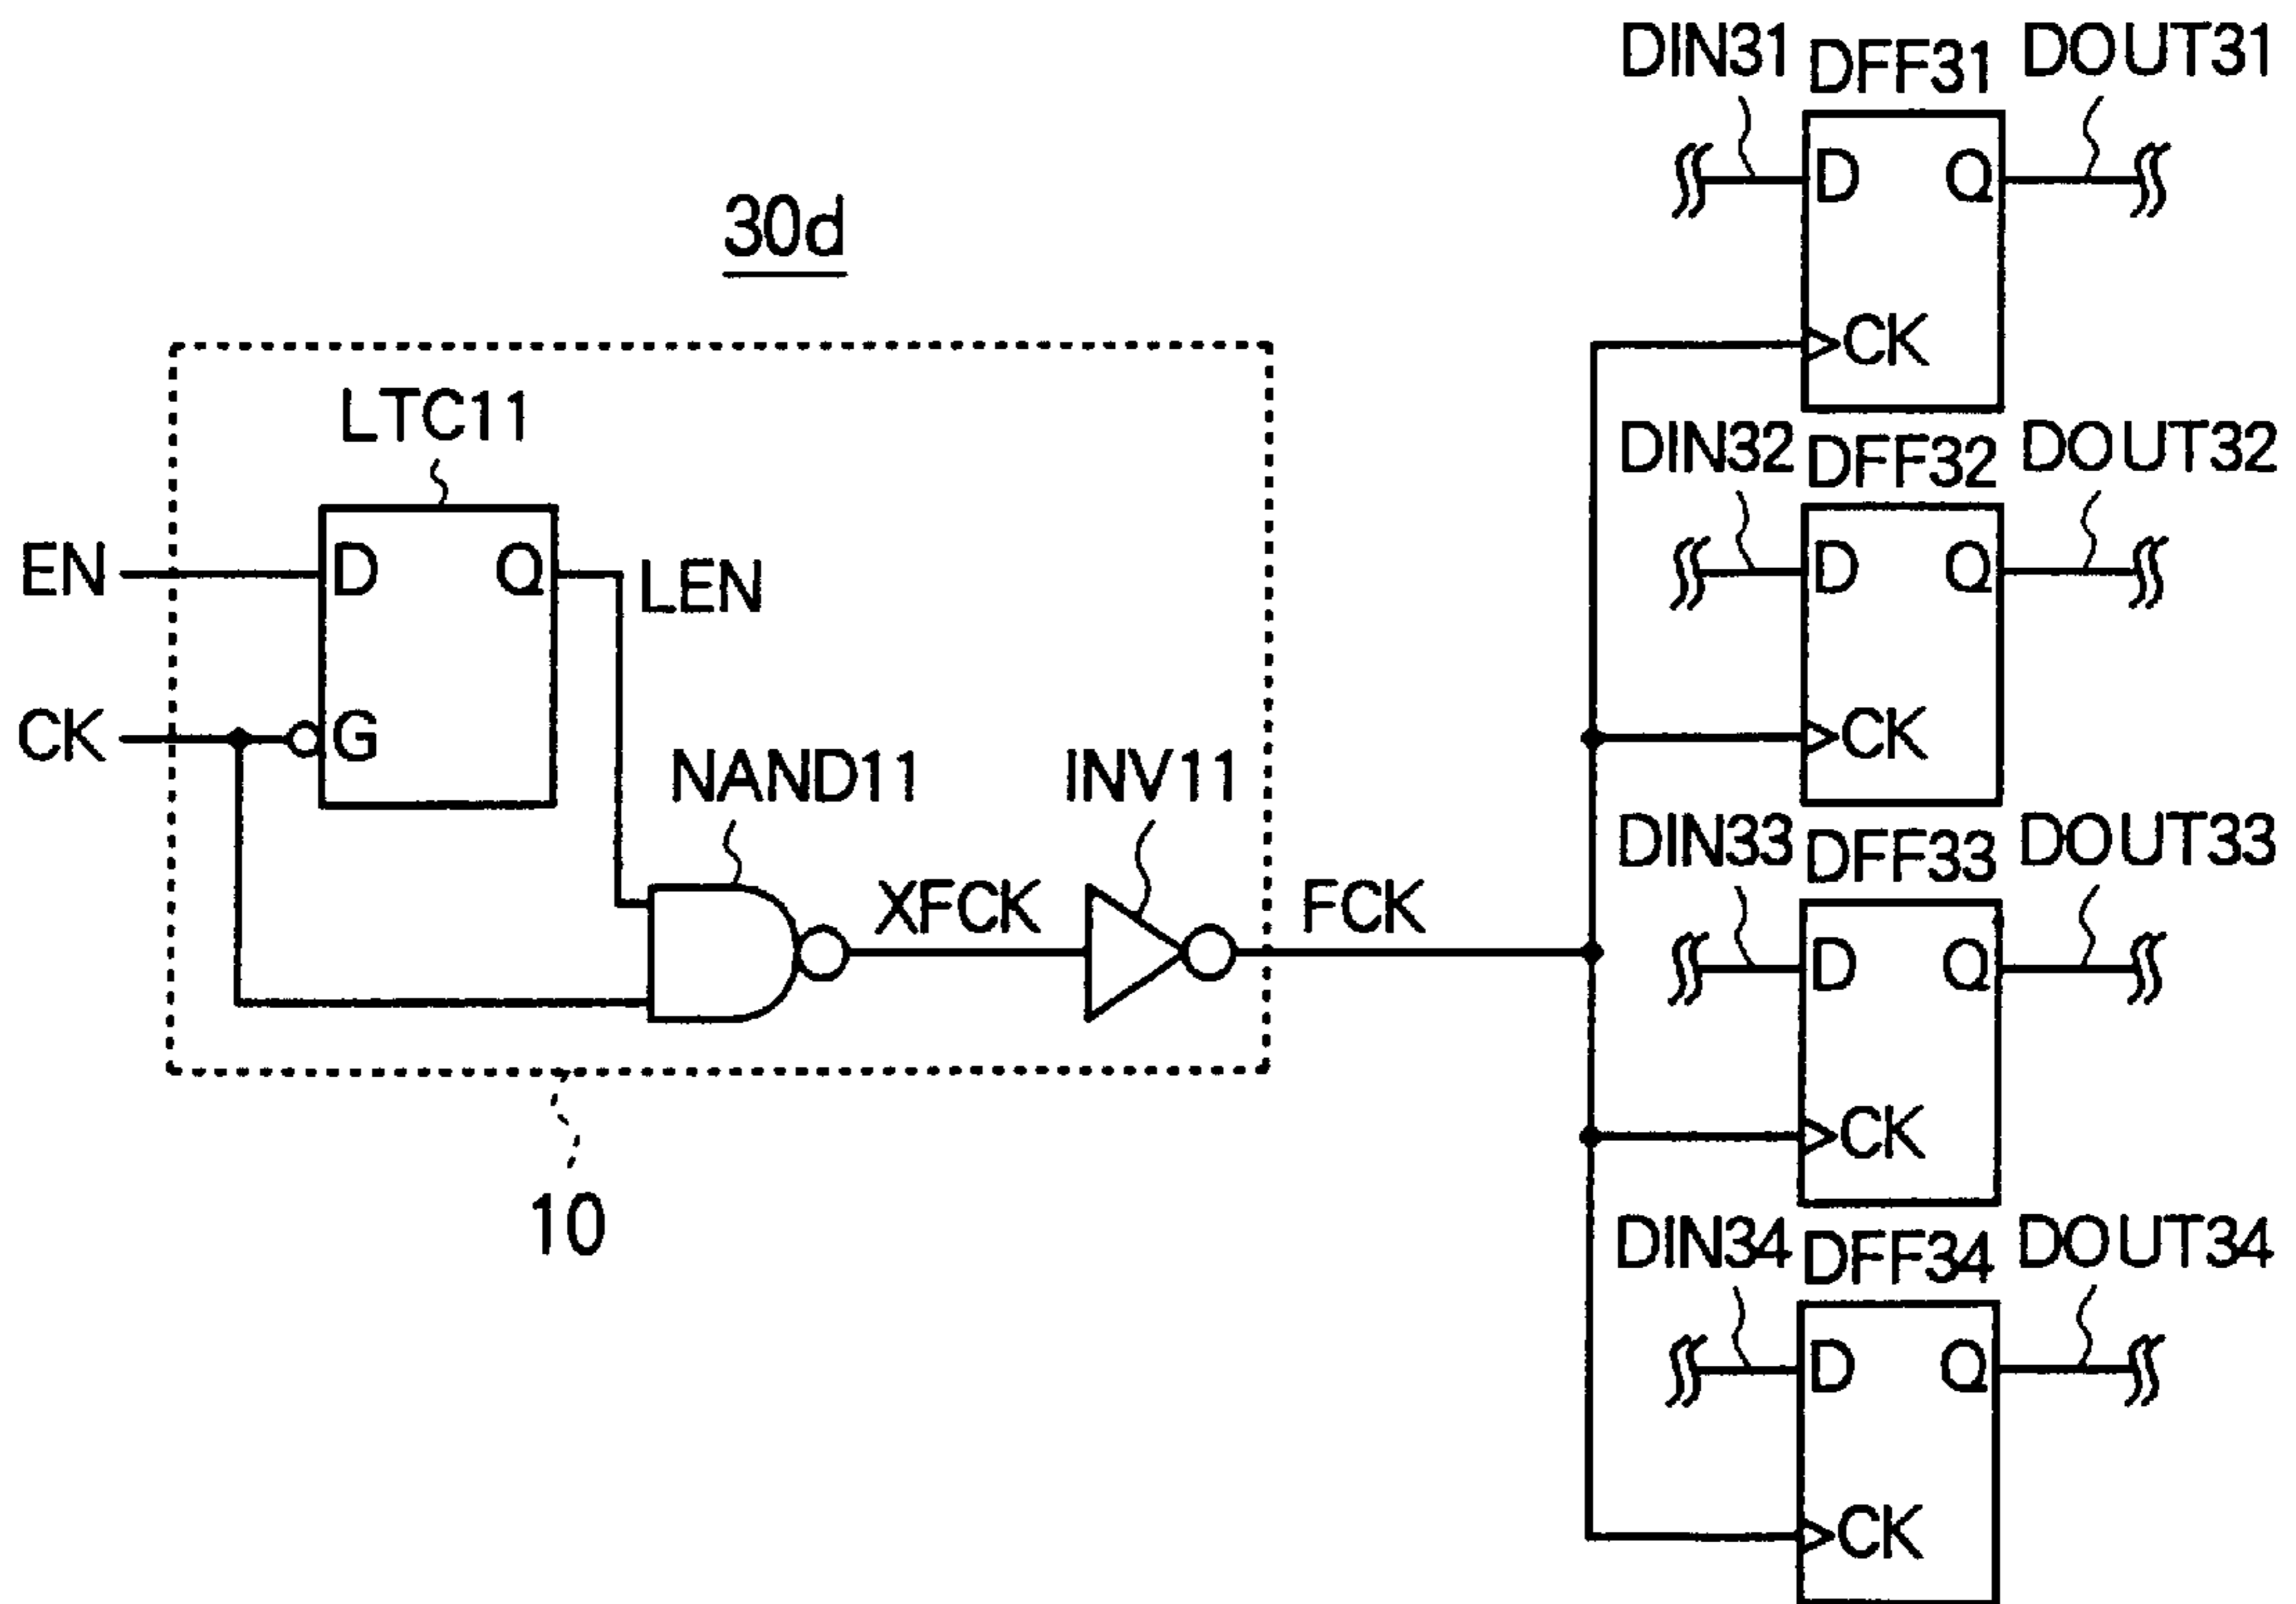 30d
LTC11
EN
D
Q
LEN
CK
G
NAND11
INV11
XFCK
FCK
10
DIN31
DFF31
DOUT31
D
Q
CK
DIN32
DFF32
DOUT32
D
Q
CK
DIN33
DFF33
DOUT33
D
Q
CK
DIN34
DFF34
DOUT34
D
Q
CK